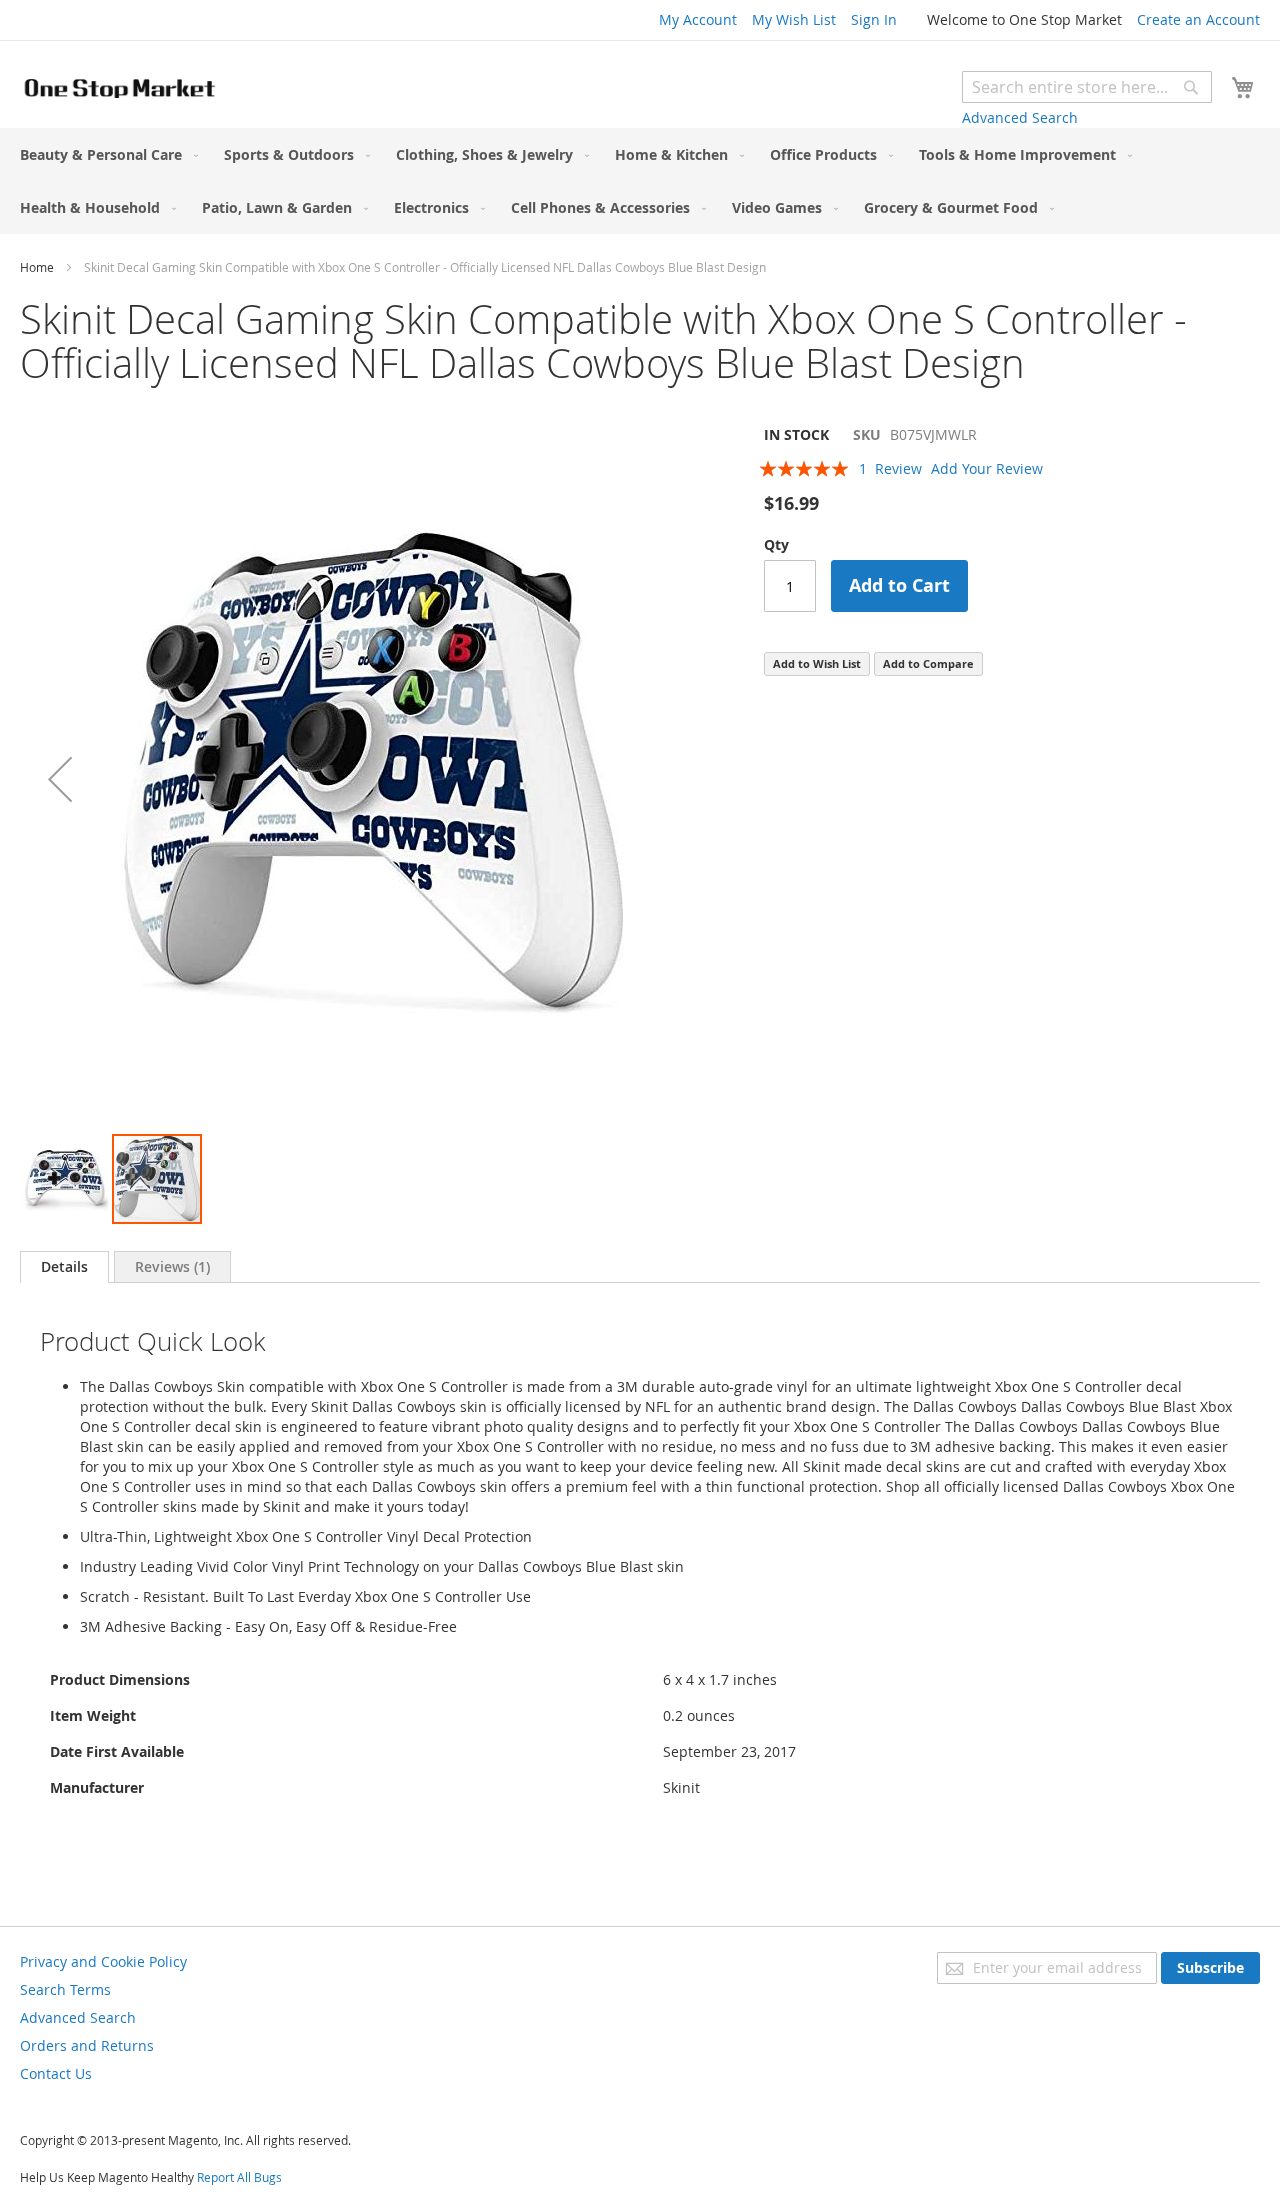 My Account My Wish List Sign In Welcome to One Stop Market Create an Account
One Stop Market
Search entire store here...
Advanced Search
Beauty & Personal Care Sports & Outdoors Clothing, Shoes & Jewelry Home & Kitchen Office Products Tools & Home Improvement
Health & Household Patio, Lawn & Garden Electronics Cell Phones & Accessories Video Games Grocery & Gourmet Food
Home Skinit Decal Gaming Skin Compatible with Xbox One S Controller - Officially Licensed NFL Dallas Cowboys Blue Blast Design
Skinit Decal Gaming Skin Compatible with Xbox One S Controller -
Officially Licensed NFL Dallas Cowboys Blue Blast Design
IN STOCK SKU B075VJMWLR
1 Review Add Your Review
$16.99
Qty
1 Add to Cart
Add to Wish List Add to Compare
COWBOYS
COWBOYS
COWBOYS
Y
X B
A
COWBOYS
COWBOYS
COWBOYS
COWBOYS
COWBOYS
Details Reviews (1)
Product Quick Look
The Dallas Cowboys Skin compatible with Xbox One S Controller is made from a 3M durable auto-grade vinyl for an ultimate lightweight Xbox One S Controller decal
protection without the bulk. Every Skinit Dallas Cowboys skin is officially licensed by NFL for an authentic brand design. The Dallas Cowboys Dallas Cowboys Blue Blast Xbox
One S Controller decal skin is engineered to feature vibrant photo quality designs and to perfectly fit your Xbox One S Controller The Dallas Cowboys Dallas Cowboys Blue
Blast skin can be easily applied and removed from your Xbox One S Controller with no residue, no mess and no fuss due to 3M adhesive backing. This makes it even easier
for you to mix up your Xbox One S Controller style as much as you want to keep your device feeling new. All Skinit made decal skins are cut and crafted with everyday Xbox
One S Controller uses in mind so that each Dallas Cowboys skin offers a premium feel with a thin functional protection. Shop all officially licensed Dallas Cowboys Xbox One
S Controller skins made by Skinit and make it yours today!
Ultra-Thin, Lightweight Xbox One S Controller Vinyl Decal Protection
Industry Leading Vivid Color Vinyl Print Technology on your Dallas Cowboys Blue Blast skin
Scratch - Resistant. Built To Last Everday Xbox One S Controller Use
3M Adhesive Backing - Easy On, Easy Off & Residue-Free
Product Dimensions 6 x 4 x 1.7 inches
Item Weight 0.2 ounces
Date First Available September 23, 2017
Manufacturer Skinit
Privacy and Cookie Policy
Search Terms
Advanced Search
Orders and Returns
Contact Us
Enter your email address Subscribe
Copyright © 2013-present Magento, Inc. All rights reserved.
Help Us Keep Magento Healthy Report All Bugs